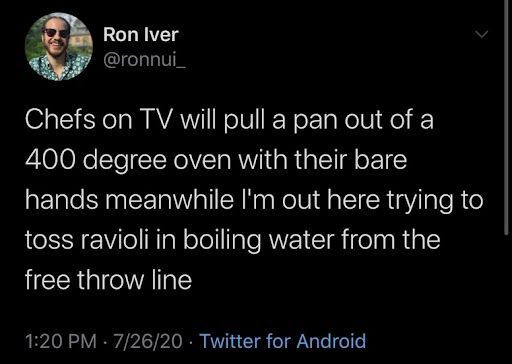 Ron Iver
@ronnui_
Chefs on TV will pull a pan out of a
400 degree oven with their bare
hands meanwhile I'm out here trying to
toss ravioli in boiling water from the
free throw line
1:20 PM · 7/26/20 · Twitter for Android